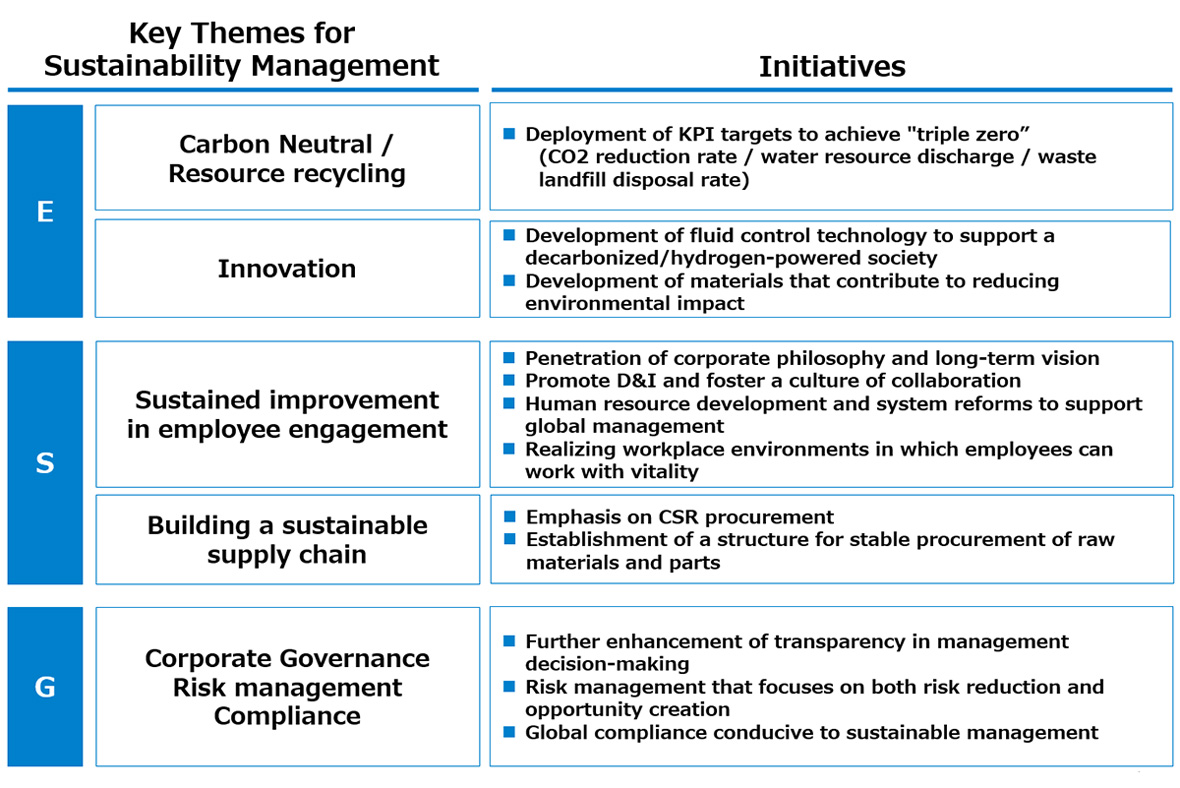 Key Themes for
Sustainability Management
Initiatives
E
Carbon Neutral /
Resource recycling
■ Deployment of KPI targets to achieve "triple zero”
(CO2 reduction rate / water resource discharge / waste
landfill disposal rate)
Innovation
■ Development of fluid control technology to support a
decarbonized/hydrogen-powered society
■ Development of materials that contribute to reducing
environmental impact
S
Sustained improvement
in employee engagement
■ Penetration of corporate philosophy and long-term vision
■ Promote D&I and foster a culture of collaboration
■ Human resource development and system reforms to support
global management
■ Realizing workplace environments in which employees can
work with vitality
Building a sustainable
supply chain
■ Emphasis on CSR procurement
■ Establishment of a structure for stable procurement of raw
materials and parts
G
Corporate Governance
Risk management
Compliance
■ Further enhancement of transparency in management
decision-making
■ Risk management that focuses on both risk reduction and
opportunity creation
■ Global compliance conducive to sustainable management